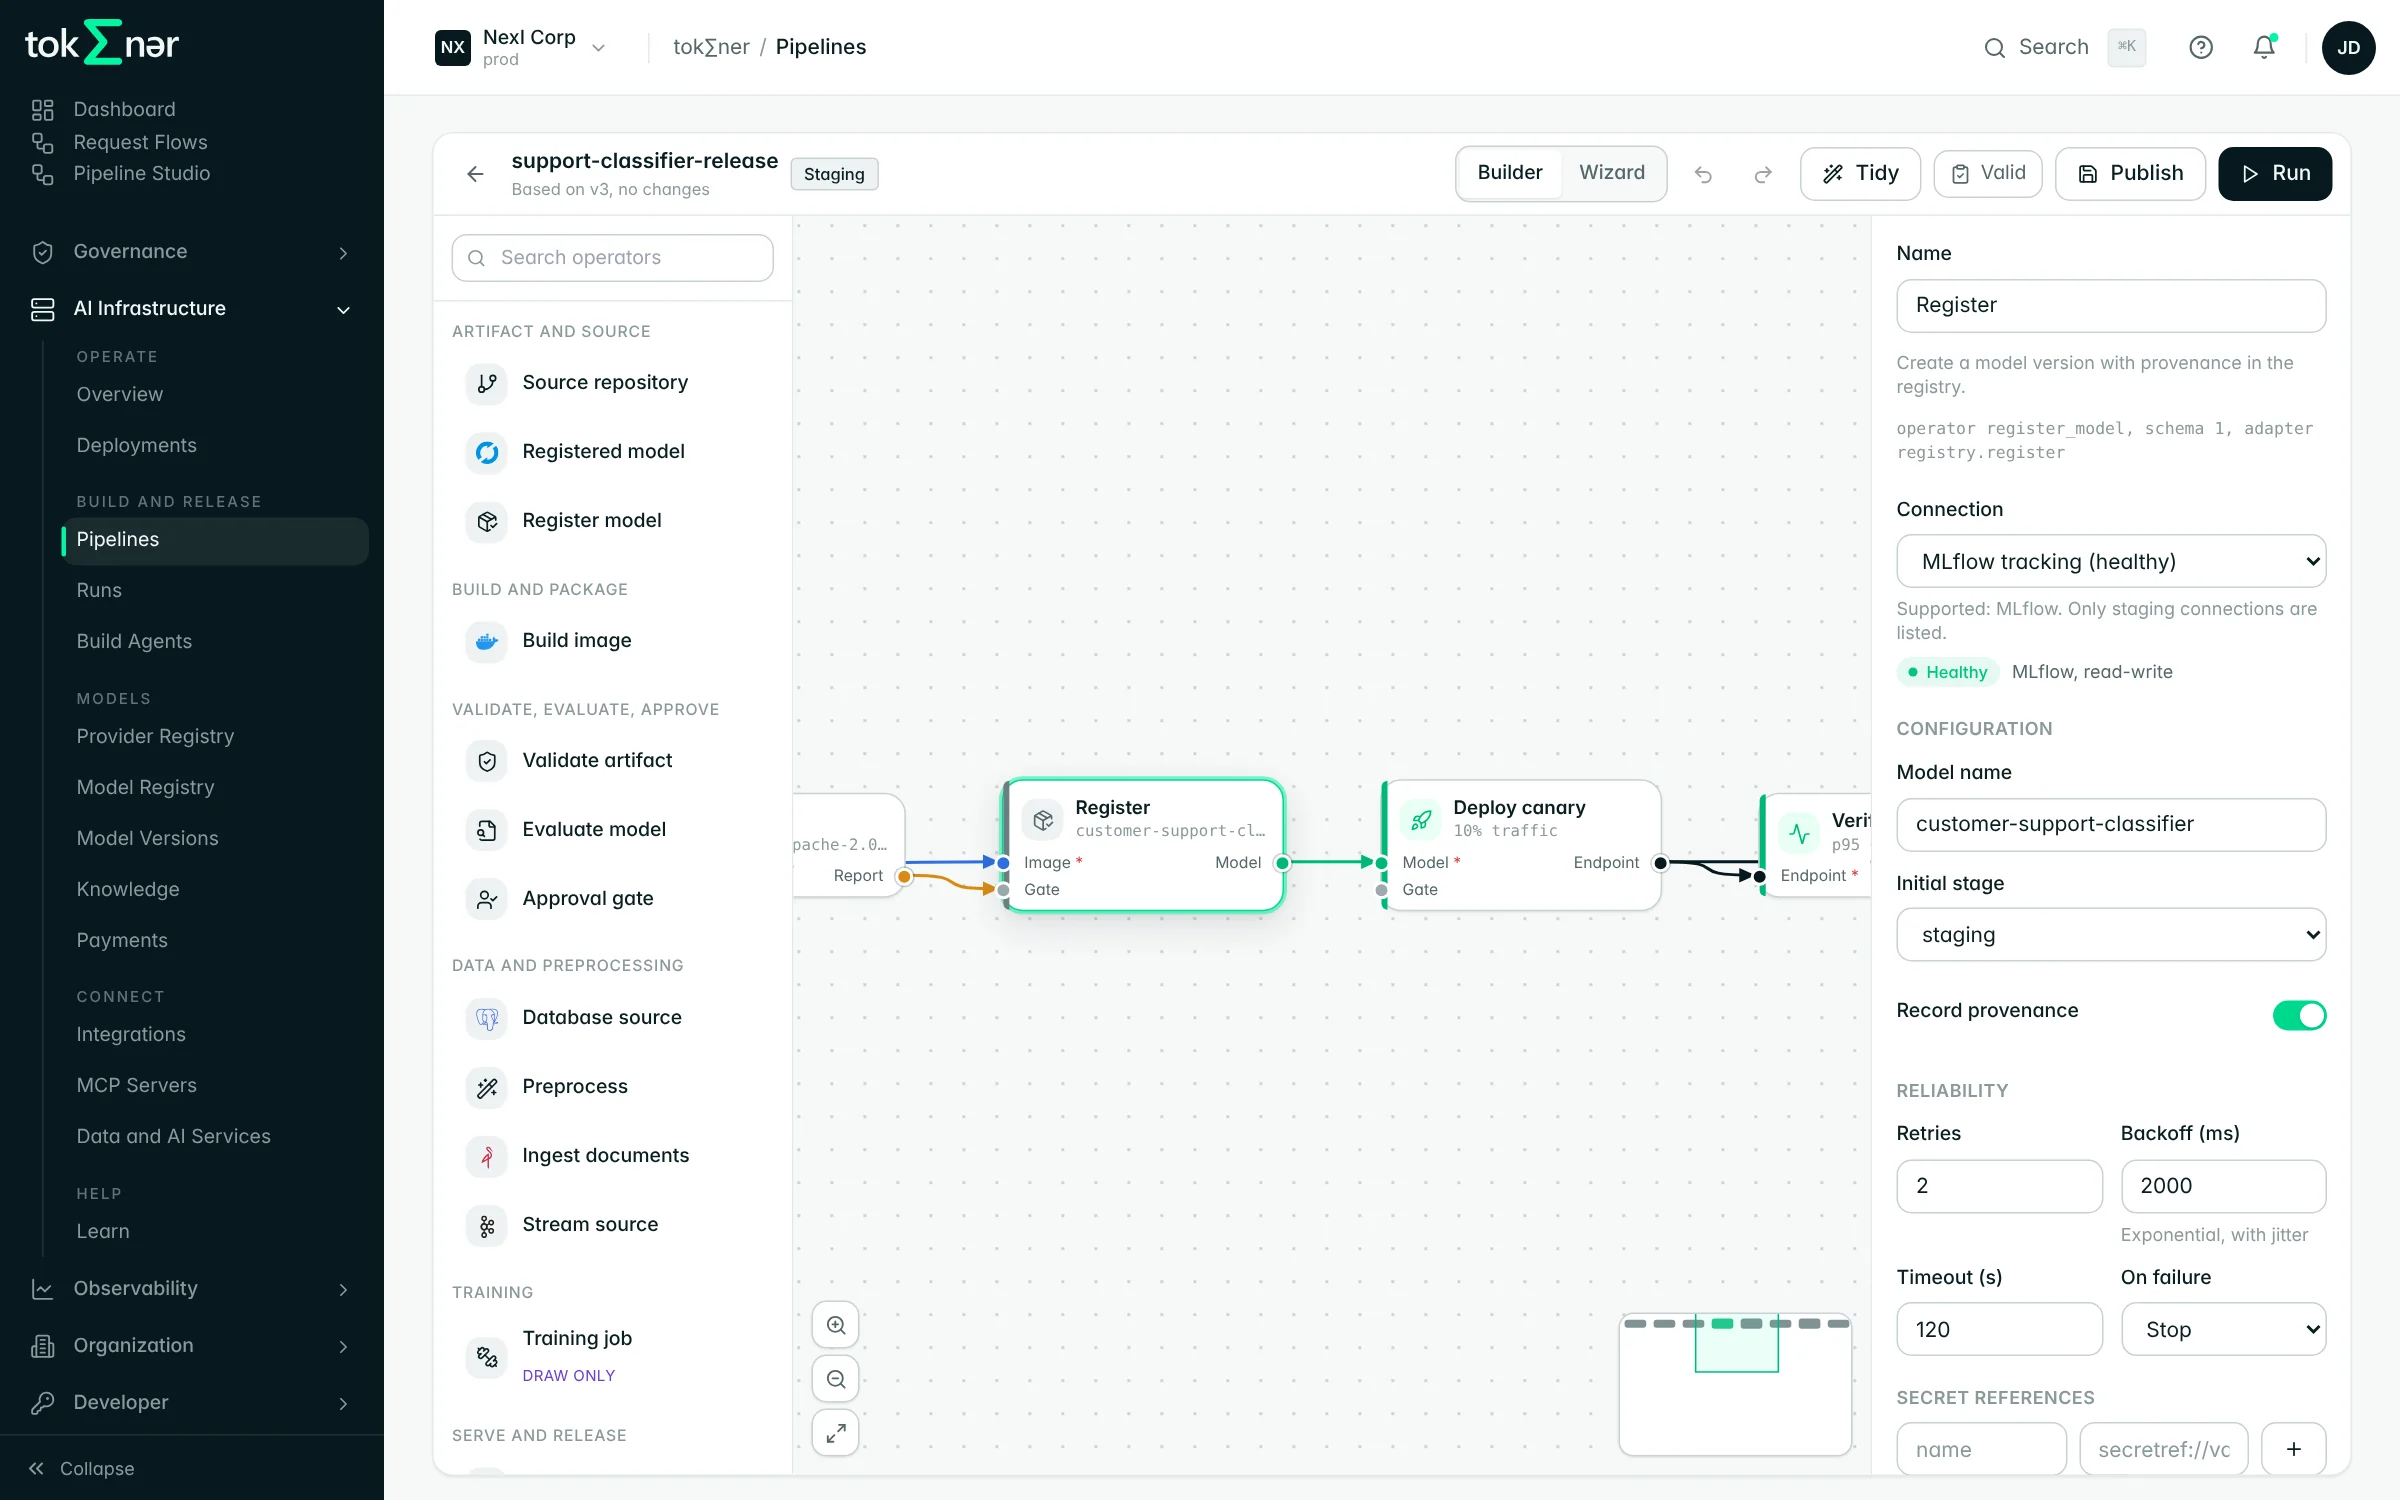 tokΣnər
Dashboard
Request Flows
Pipeline Studio
Governance
AI Infrastructure
OPERATE
Overview
Deployments
BUILD AND RELEASE
Pipelines
Runs
Build Agents
MODELS
Provider Registry
Model Registry
Model Versions
Knowledge
Payments
CONNECT
Integrations
MCP Servers
Data and AI Services
HELP
Learn
Observability
Organization
Developer
Collapse
NX
Nexl Corp
prod
tok∑ner / Pipelines
Search
⌘K
JD
support-classifier-release
Based on v3, no changes
Staging
Builder
Wizard
Tidy
Valid
Publish
Run
Search operators
ARTIFACT AND SOURCE
Source repository
Registered model
Register model
BUILD AND PACKAGE
Build image
VALIDATE, EVALUATE, APPROVE
Validate artifact
Evaluate model
Approval gate
DATA AND PREPROCESSING
Database source
Preprocess
Ingest documents
Stream source
TRAINING
Training job
DRAW ONLY
SERVE AND RELEASE
pache-2.0…
Report
Register
customer-support-cl…
Image *
Model
Gate
Deploy canary
10% traffic
Model *
Endpoint
Gate
p95
Endpoint *
Name
Register
Create a model version with provenance in the
registry.
operator register_model, schema 1, adapter
registry.register
Connection
MLflow tracking (healthy)
Supported: MLflow. Only staging connections are
listed.
Healthy
MLflow, read-write
CONFIGURATION
Model name
customer-support-classifier
Initial stage
staging
Record provenance
RELIABILITY
Retries
Backoff (ms)
2
2000
Exponential, with jitter
Timeout (s)
On failure
120
Stop
SECRET REFERENCES
name
secretref://vc
+